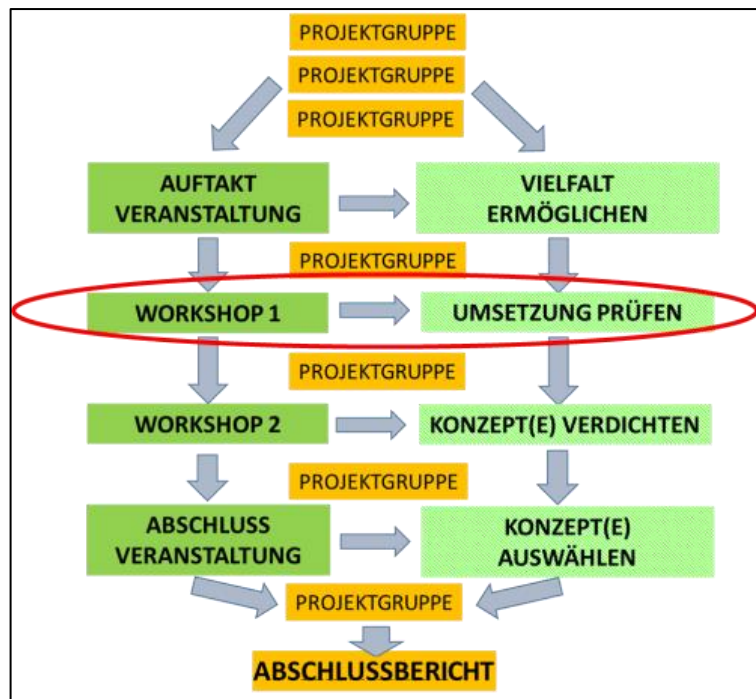 PROJEKTGRUPPE
PROJEKTGRUPPE
PROJEKTGRUPPE
AUFTAKT
VERANSTALTUNG
VIELFALT
ERMÖGLICHEN
PROJEKTGRUPPE
WORKSHOP 1
UMSETZUNG PRÜFEN
PROJEKTGRUPPE
WORKSHOP 2
KONZEPT(E) VERDICHTEN
PROJEKTGRUPPE
ABSCHLUSS
VERANSTALTUNG
KONZEPT(E)
AUSWÄHLEN
PROJEKTGRUPPE
ABSCHLUSSBERICHT